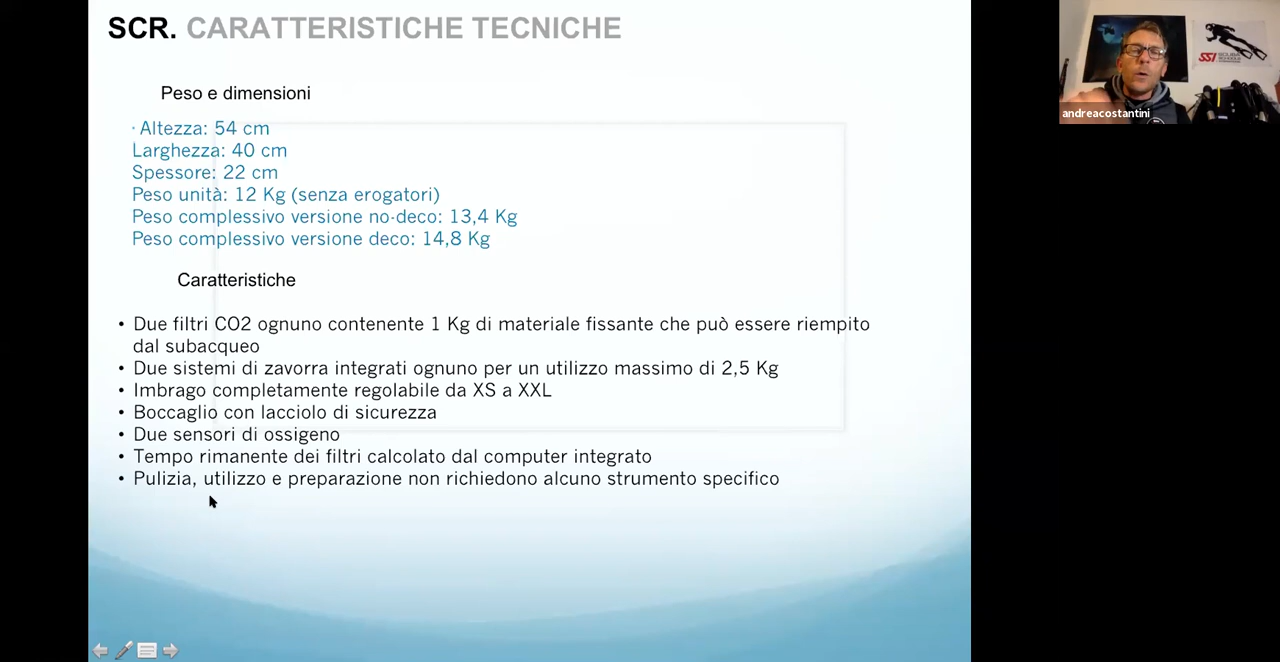 SCR. CARATTERISTICHE TECNICHE
Peso e dimensioni
· Altezza: 54 cm
Larghezza: 40 cm
Spessore: 22 cm
Peso unità: 12 Kg (senza erogatori)
Peso complessivo versione no-deco: 13,4 Kg
Peso complessivo versione deco: 14,8 Kg
Caratteristiche
• Due filtri CO2 ognuno contenente 1 Kg di materiale fissante che può essere riempito
dal subacqueo
• Due sistemi di zavorra integrati ognuno per un utilizzo massimo di 2,5 Kg
• Imbrago completamente regolabile da XS a XXL
• Boccaglio con lacciolo di sicurezza
• Due sensori di ossigeno
• Tempo rimanente dei filtri calcolato dal computer integrato
• Pulizia, utilizzo e preparazione non richiedono alcuno strumento specifico
SSI SCUBA
SCHOOLS
andreacostantini